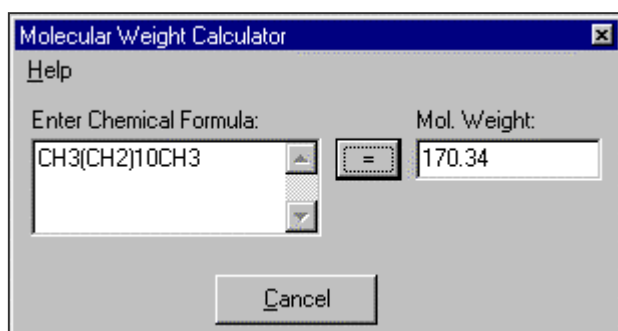 Molecular Weight Calculator
Help
Enter Chemical Formula:
Mol. Weight:
CH3(CH2)10CH3
=
170.34
Cancel